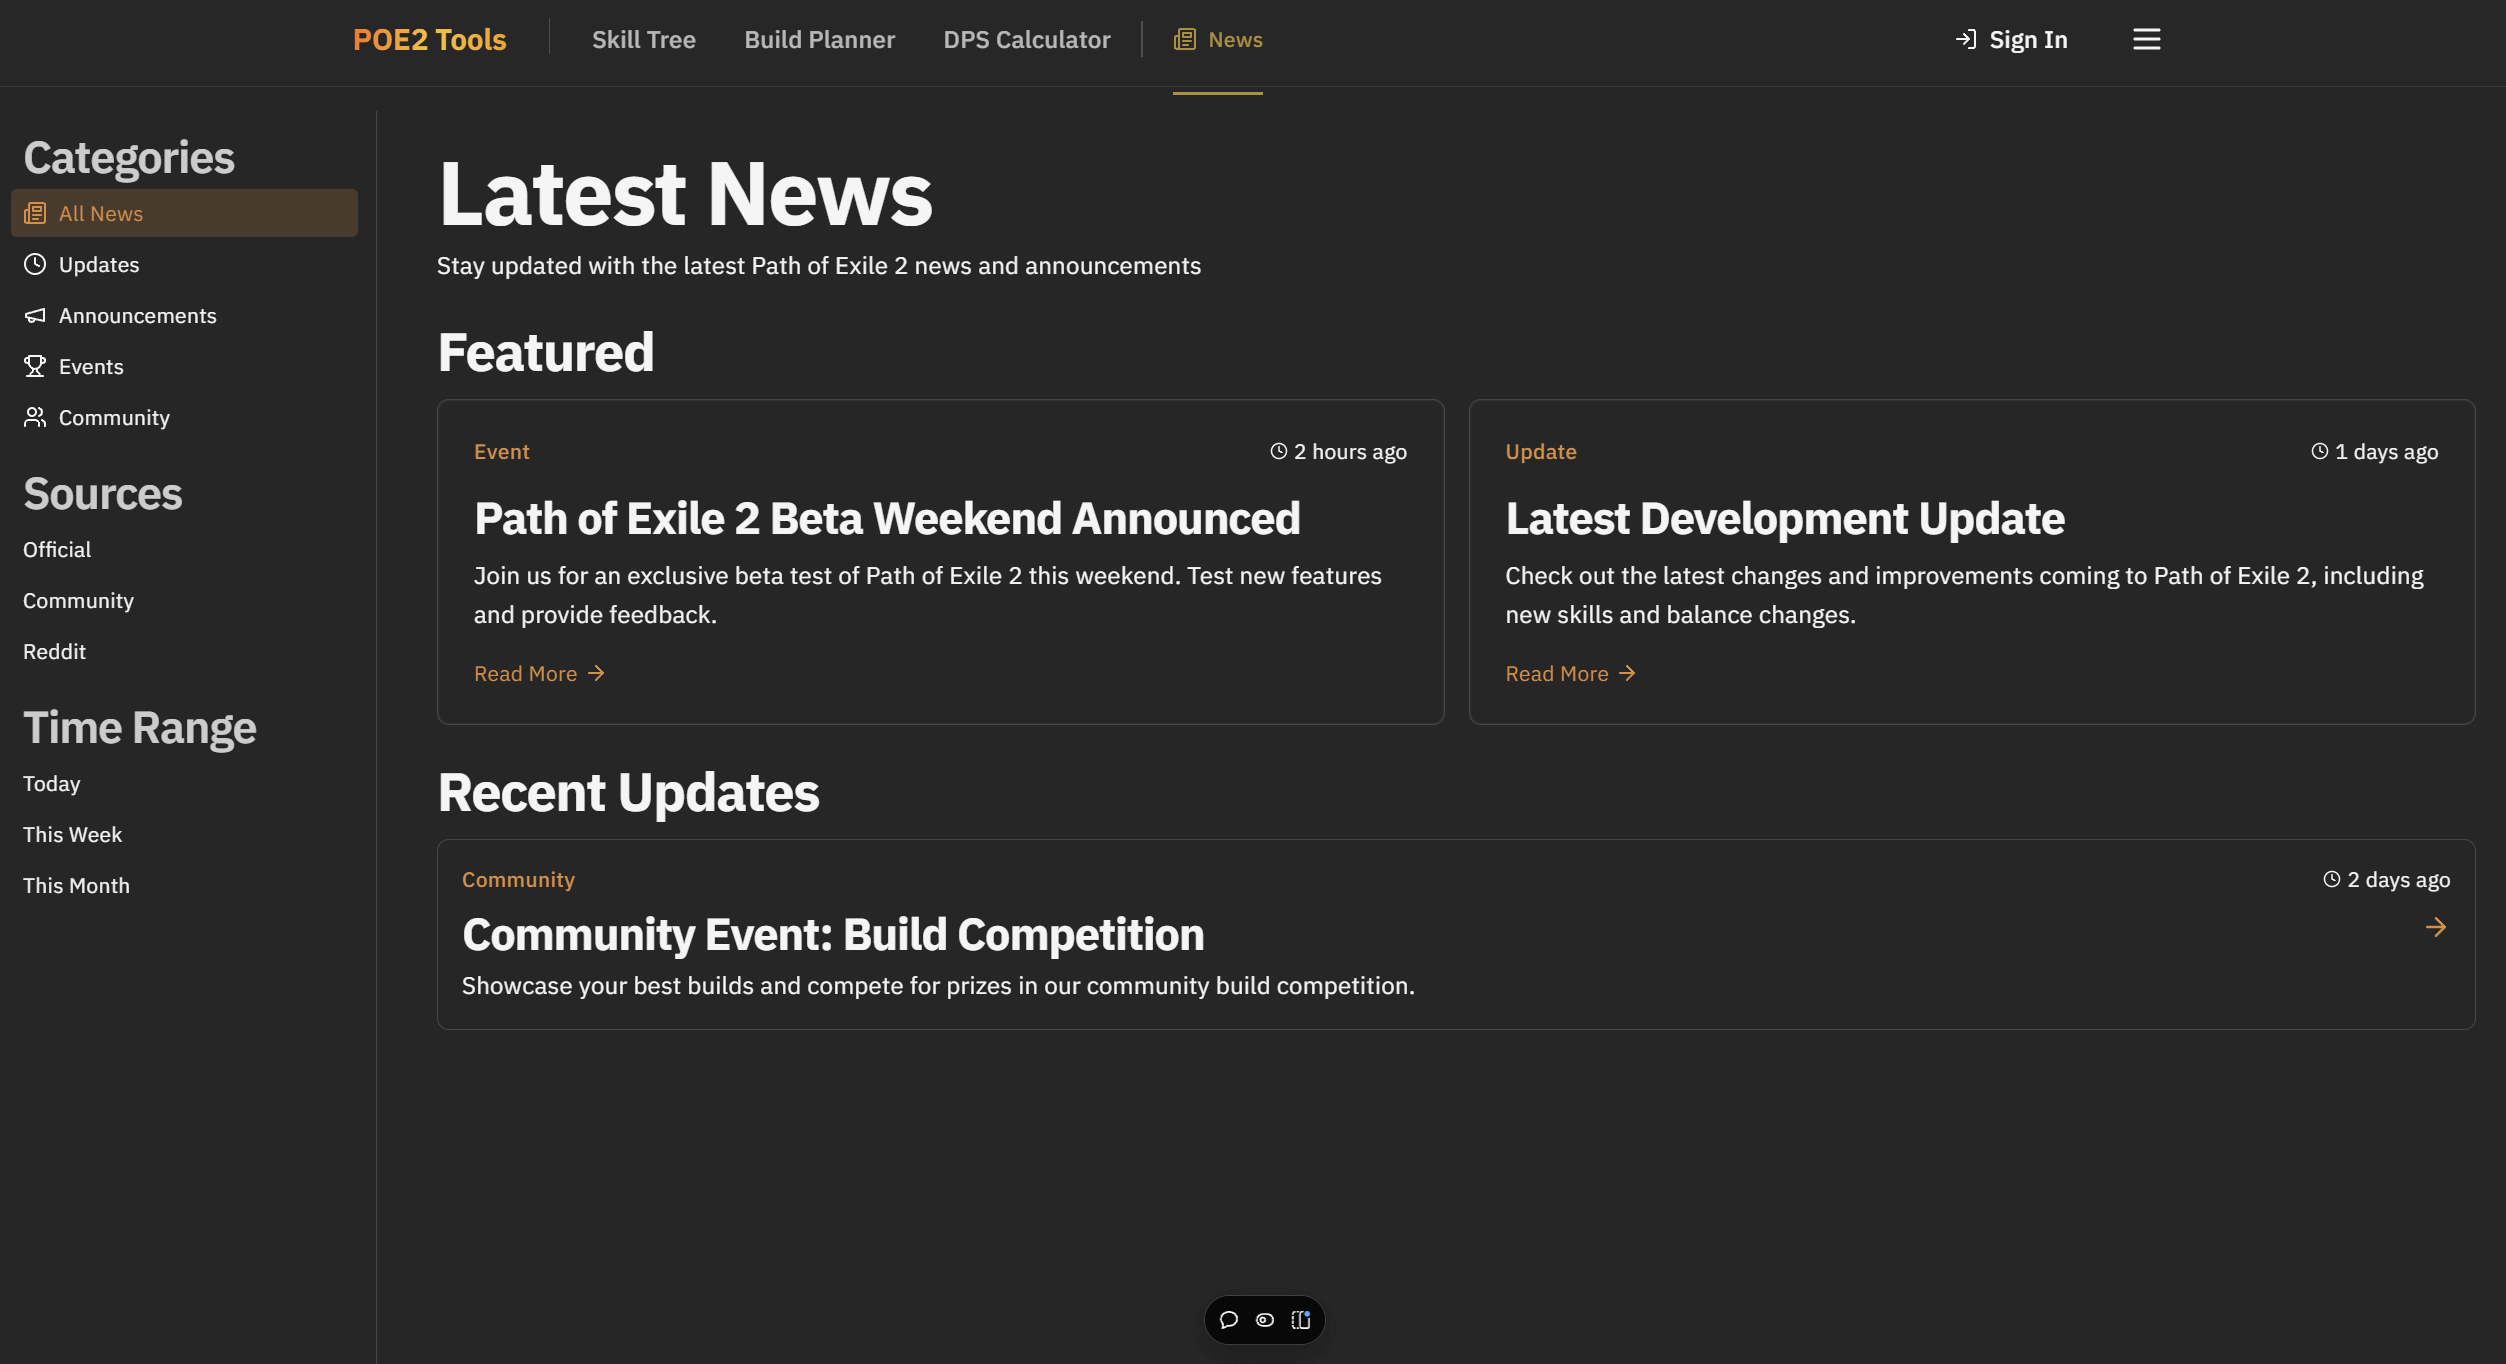 POE2 Tools
Skill Tree
Build Planner
DPS Calculator
News
Sign In
Categories
All News
Updates
Announcements
Events
Community
Sources
Official
Community
Reddit
Time Range
Today
This Week
This Month
Latest News
Stay updated with the latest Path of Exile 2 news and announcements
Featured
Event
2 hours ago
Path of Exile 2 Beta Weekend Announced
Join us for an exclusive beta test of Path of Exile 2 this weekend. Test new features
and provide feedback.
Read More
Update
1 days ago
Latest Development Update
Check out the latest changes and improvements coming to Path of Exile 2, including
new skills and balance changes.
Read More
Recent Updates
Community
2 days ago
Community Event: Build Competition
Showcase your best builds and compete for prizes in our community build competition.